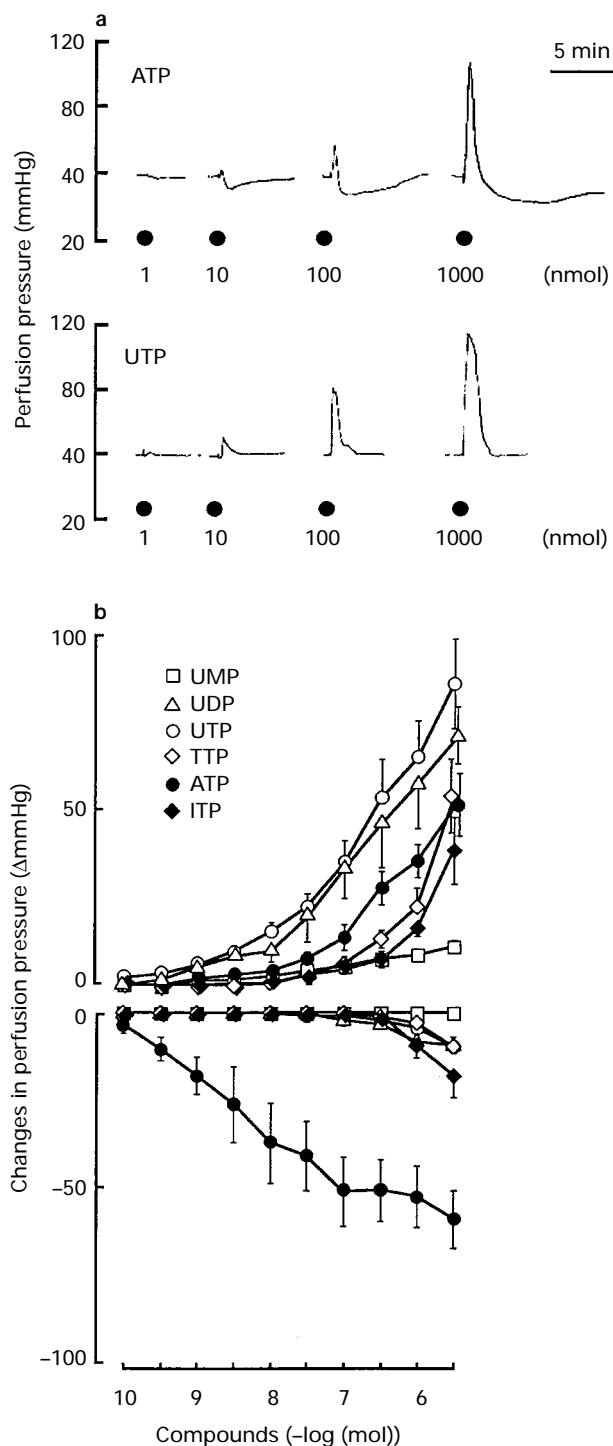 a
120
5 min
ATP
80
40
20
1 10 100 1000 (nmol)
Perfusion pressure (mmHg)
120
UTP
80
40
20
1 10 100 1000 (nmol)
b
100
UMP
UDP
UTP
TTP
ATP
ITP
50
0
0
−50
−100
Changes in perfusion pressure (ΔmmHg)
10 9 8 7 6
Compounds (–log (mol))